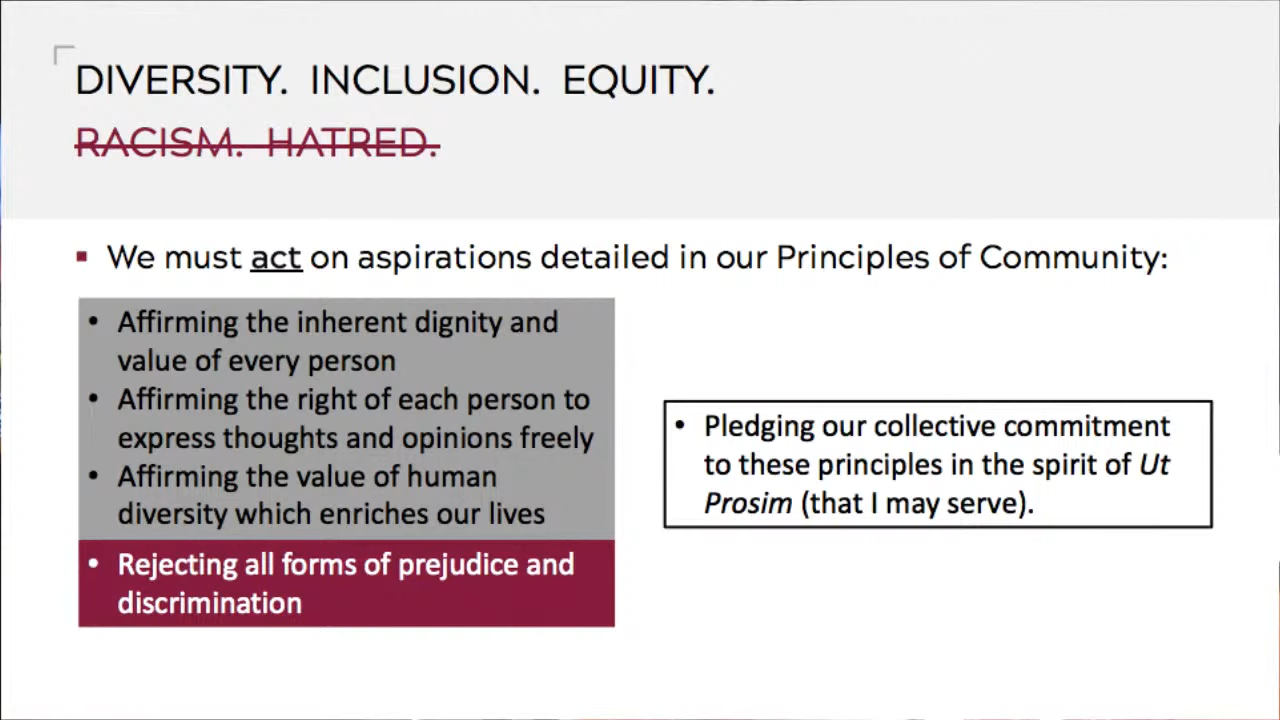 DIVERSITY. INCLUSION. EQUITY.
RACISM. HATRED.
▪ We must act on aspirations detailed in our Principles of Community:
• Affirming the inherent dignity and
value of every person
• Affirming the right of each person to
express thoughts and opinions freely
• Affirming the value of human
diversity which enriches our lives
• Rejecting all forms of prejudice and
discrimination
• Pledging our collective commitment
to these principles in the spirit of Ut
Prosim (that I may serve).